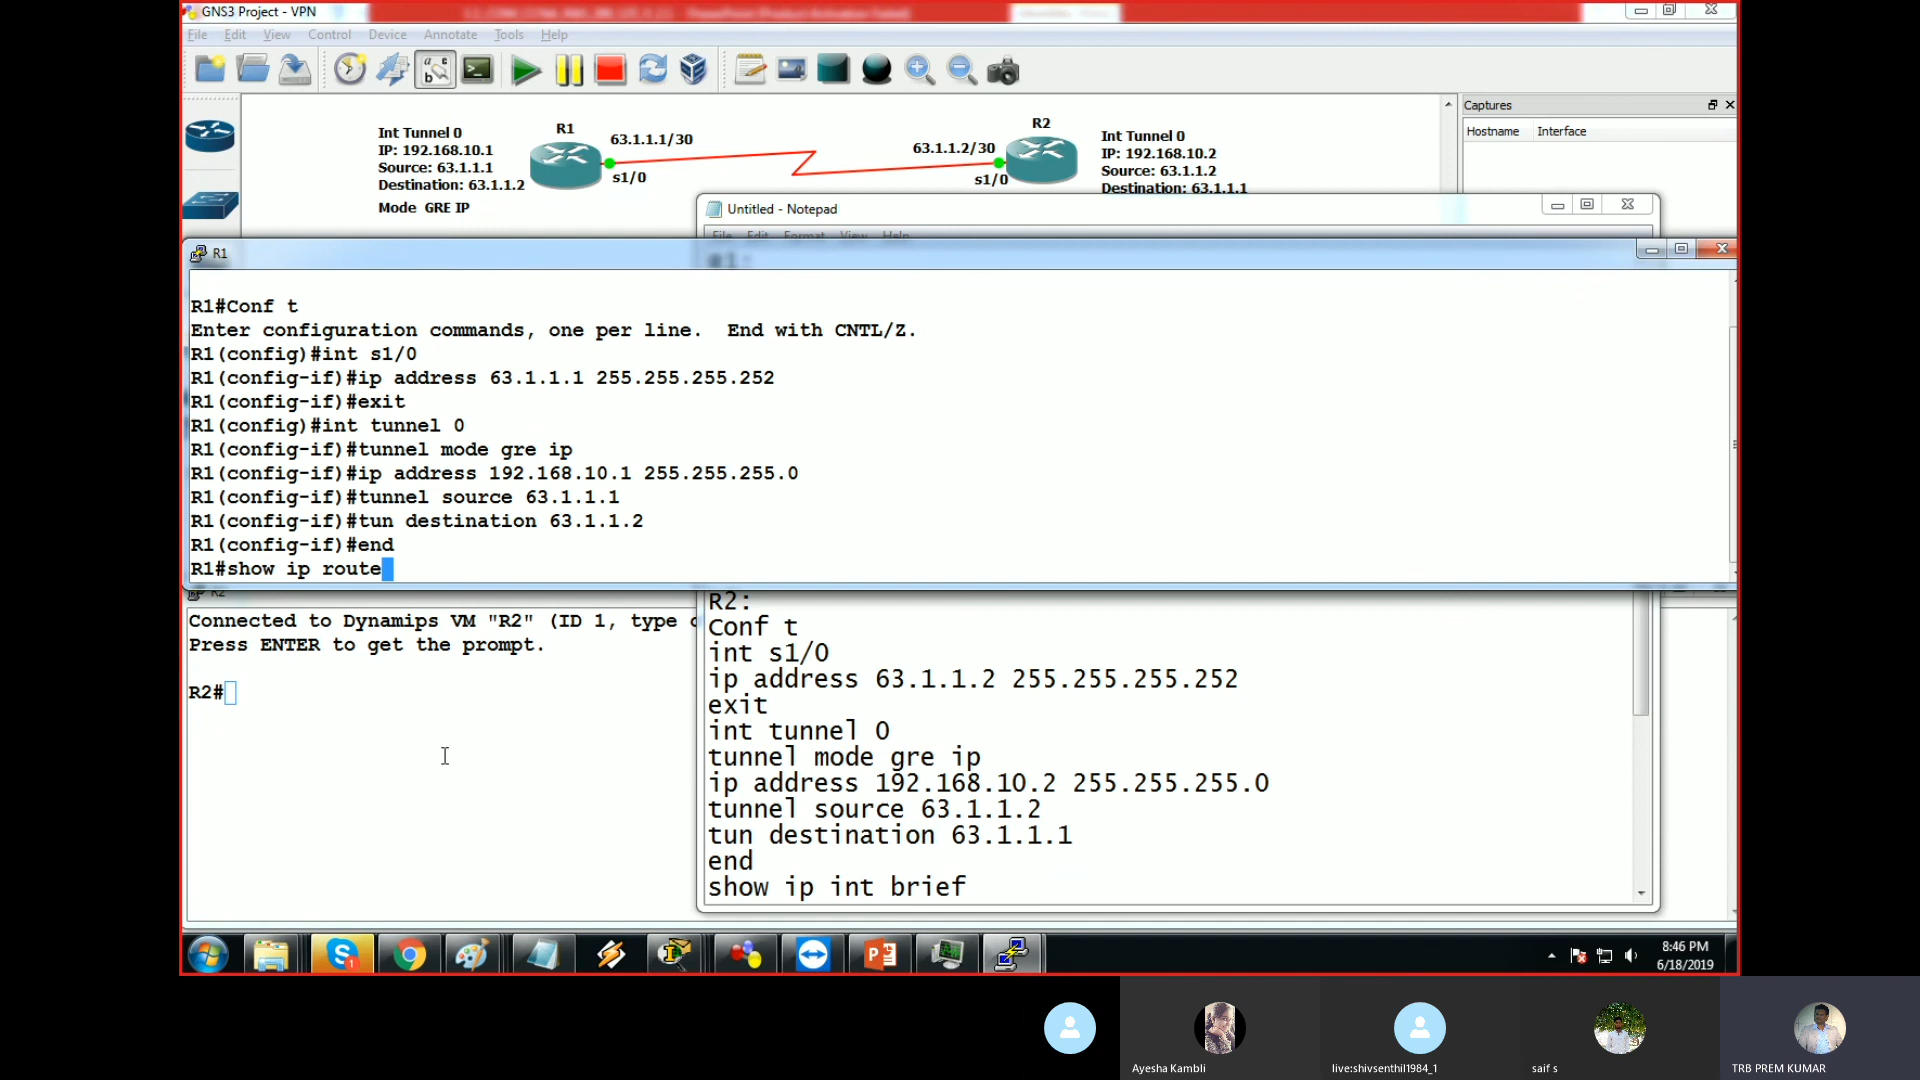 GNS3 Project - VPN
File Edit View Control Device Annotate Tools Help
Captures
Hostname Interface
Int Tunnel 0
IP: 192.168.10.1
Source: 63.1.1.1
Destination: 63.1.1.2
Mode GRE IP
R1
63.1.1.1/30
s1/0
R2
63.1.1.2/30
s1/0
Int Tunnel 0
IP: 192.168.10.2
Source: 63.1.1.2
Destination: 63.1.1.1
Untitled - Notepad
File Edit Format View Help
R1
R1#Conf t
Enter configuration commands, one per line. End with CNTL/Z.
R1(config)#int s1/0
R1(config-if)#ip address 63.1.1.1 255.255.255.252
R1(config-if)#exit
R1(config)#int tunnel 0
R1(config-if)#tunnel mode gre ip
R1(config-if)#ip address 192.168.10.1 255.255.255.0
R1(config-if)#tunnel source 63.1.1.1
R1(config-if)#tun destination 63.1.1.2
R1(config-if)#end
R1#show ip route
R2
Connected to Dynamips VM "R2" (ID 1, type
Press ENTER to get the prompt.
R2#
R2:
Conf t
int s1/0
ip address 63.1.1.2 255.255.255.252
exit
int tunnel 0
tunnel mode gre ip
ip address 192.168.10.2 255.255.255.0
tunnel source 63.1.1.2
tun destination 63.1.1.1
end
show ip int brief
8:46 PM
6/18/2019
Ayesha Kambli
live:shivsenthil1984_1
saif s
TRB PREM KUMAR